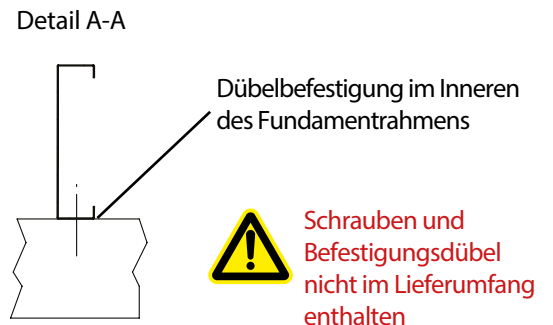 Detail A-A
Dübelbefestigung im Inneren
des Fundamentrahmens
Schrauben und
Befestigungsdübel
nicht im Lieferumfang
enthalten